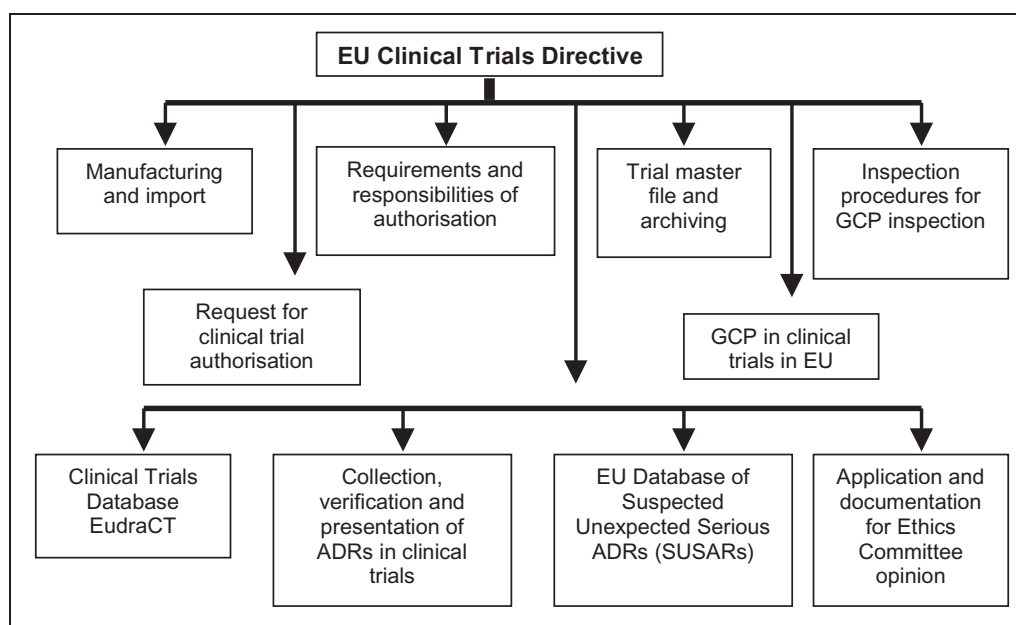 EU Clinical Trials Directive
Manufacturing
and import
Requirements and
responsibilities of
authorisation
Trial master
file and
archiving
Inspection
procedures for
GCP inspection
Request for
clinical trial
authorisation
GCP in clinical
trials in EU
Clinical Trials
Database
EudraCT
Collection,
verification and
presentation of
ADRs in clinical
trials
EU Database of
Suspected
Unexpected Serious
ADRs (SUSARs)
Application and
documentation
for Ethics
Committee
opinion